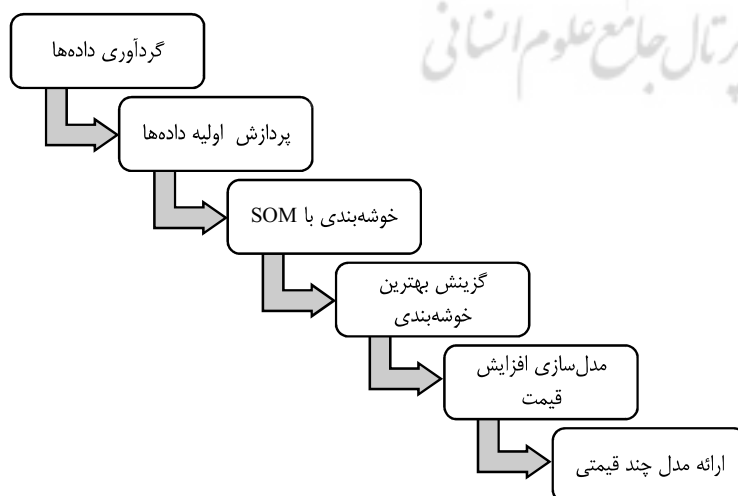 پرتال جامع علوم انسانی
گردآوری داده‌ها
پردازش اولیه داده‌ها
خوشه‌بندی با SOM
گزینش بهترین
خوشه‌بندی
مدل‌سازی افزایش
قیمت
ارائه مدل چند قیمتی